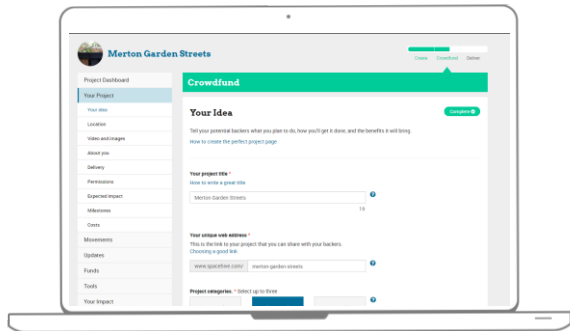 Merton Garden Streets
Create Crowdfund Deliver
Project Dashboard
Your Project
Your Idea
Location
Video and images
About you
Delivery
Permissions
Expected impact
Milestones
Costs
Movements
Updates
Funds
Tools
Your Impact
Crowdfund
Your Idea
Complete
Tell your potential backers what you plan to do, how you'll get it done, and the benefits it will bring
How to create the perfect project page
Your project title *
How to write a great title
Merton Garden Streets
Your unique web address *
This is the link to your project that you can share with your backers.
Choosing a good link
www.spacehive.com/ merton-garden-streets
Project categories. * Select up to three